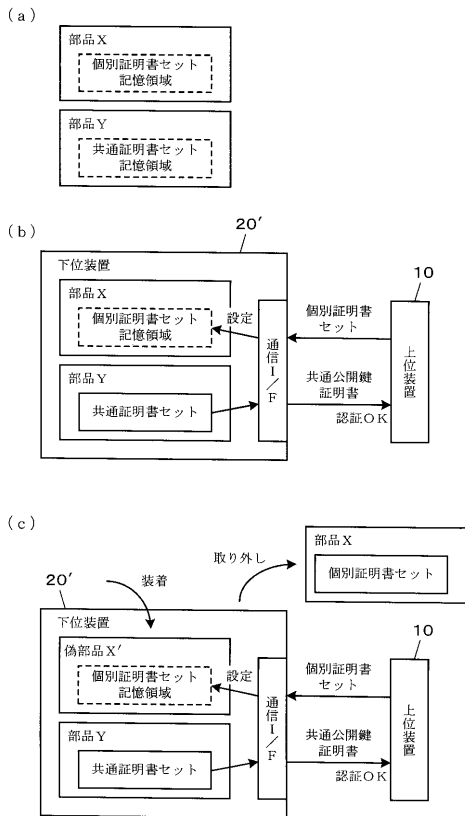 (a)
部品X
個別証明書セット
記憶領域
部品Y
共通証明書セット
記憶領域
(b)
20′
下位装置
部品X
個別証明書セット
記憶領域
設定
部品Y
共通証明書セット
通信I/F
個別証明書
セット
共通公開鍵
証明書
認証OK
10
上位装置
(c)
部品X
個別証明書セット
取り外し
装着
20′
下位装置
偽部品X′
個別証明書セット
記憶領域
設定
部品Y
共通証明書セット
通信I/F
個別証明書
セット
共通公開鍵
証明書
認証OK
10
上位装置